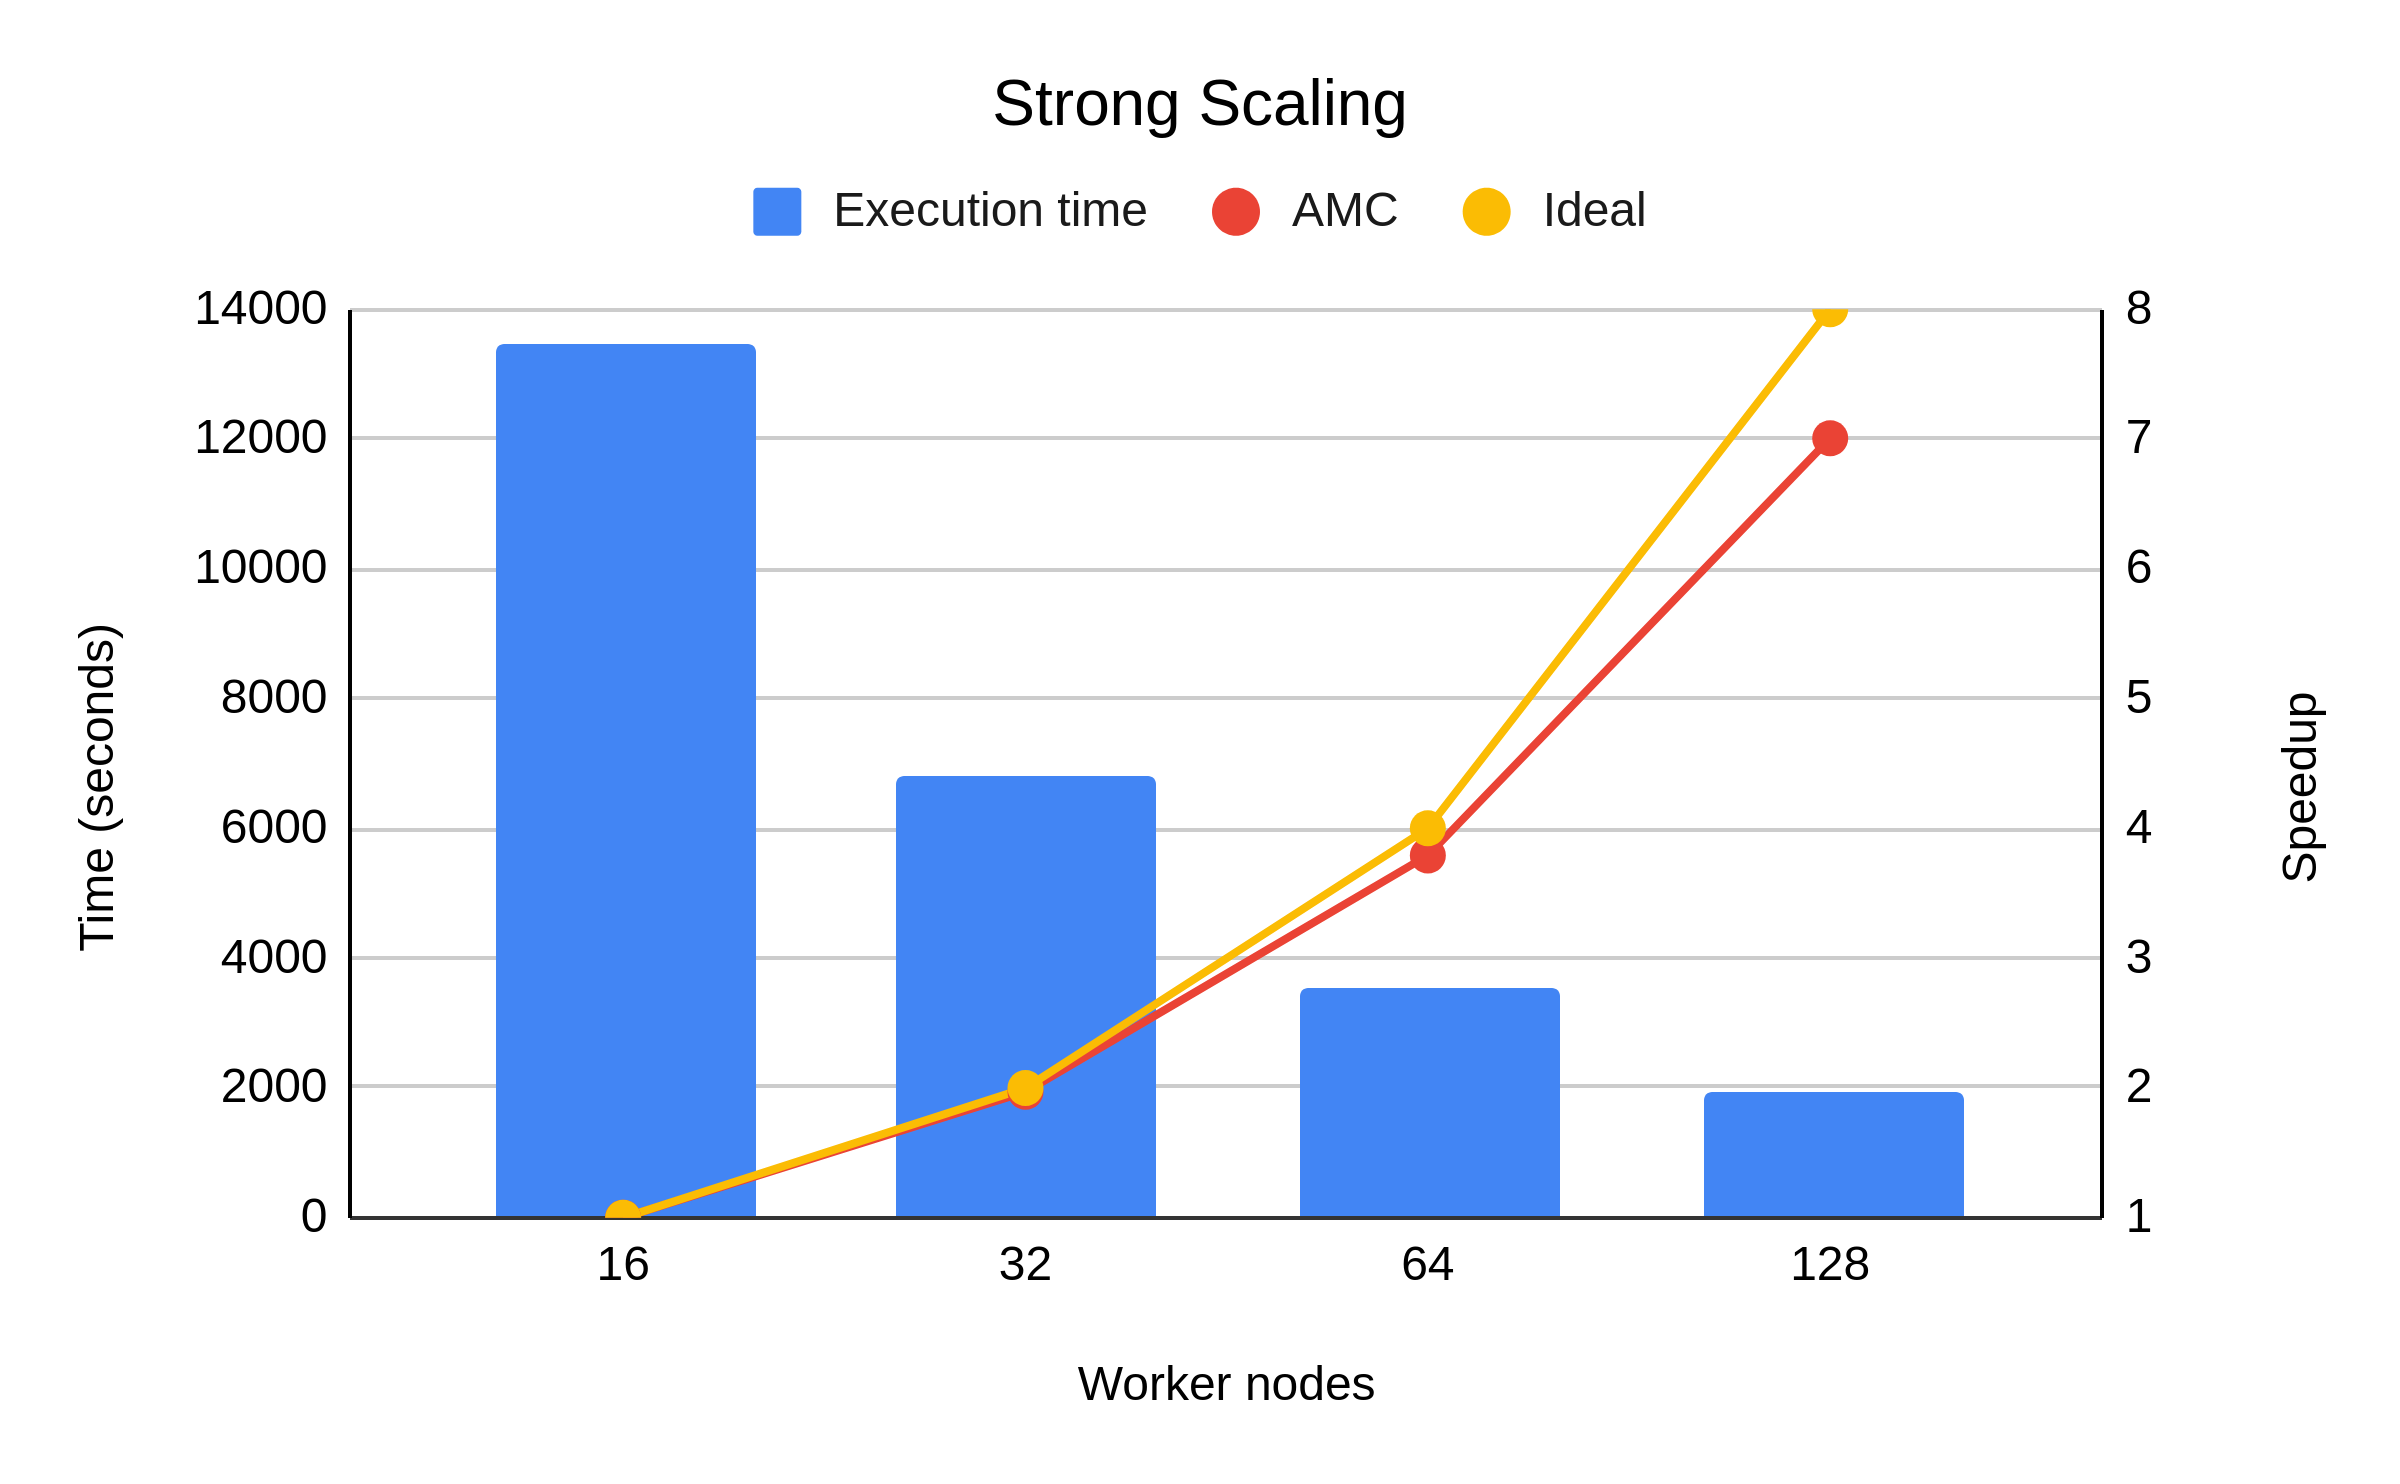 Strong Scaling
Execution time AMC Ideal
14000 8
12000 7
10000 6
8000 5
6000 4
4000 3
2000 2
0 1
Time (seconds)
Speedup
16 32 64 128
Worker nodes